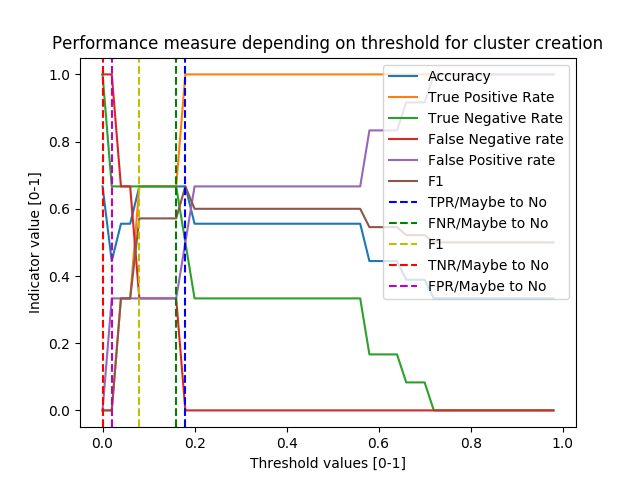 Performance measure depending on threshold for cluster creation
Indicator value [0-1]
1.0
0.8
0.6
0.4
0.2
0.0
Accuracy
True Positive Rate
True Negative Rate
False Negative rate
False Positive rate
F1
TPR/Maybe to No
FNR/Maybe to No
F1
TNR/Maybe to No
FPR/Maybe to No
0.0 0.2 0.4 0.6 0.8 1.0
Threshold values [0-1]